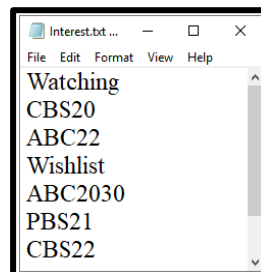 Interest.txt ...
File Edit Format View Help
Watching
CBS20
ABC22
Wishlist
ABC2030
PBS21
CBS22